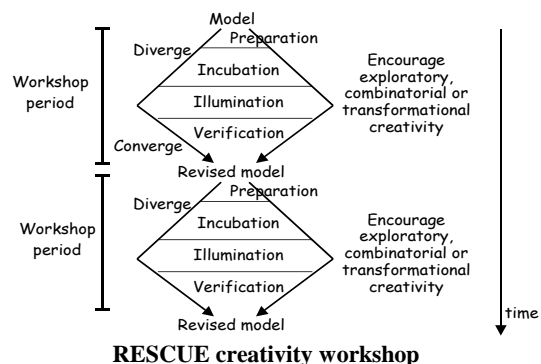 Model
Diverge
Preparation
Incubation
Illumination
Verification
Converge
Workshop
period
Encourage
exploratory,
combinatorial or
transformational
creativity
Revised model
Diverge
Preparation
Incubation
Illumination
Verification
Workshop
period
Encourage
exploratory,
combinatorial or
transformational
creativity
Revised model
time
RESCUE creativity workshop